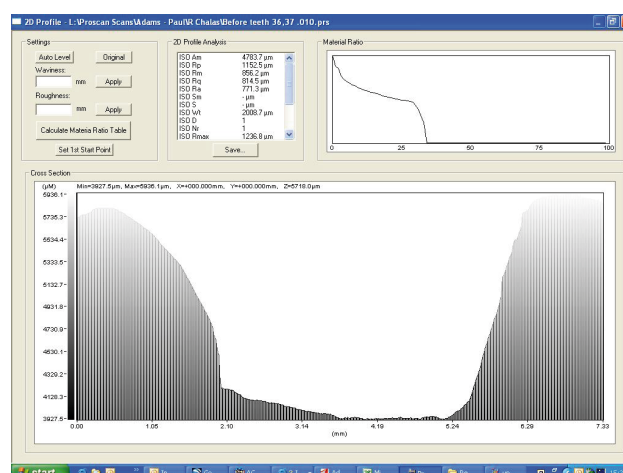 2D Profile - L:\Proscan Scans\Adams - Paul\R Chalas\Before teeth 36,37 .010.prs
Settings
Auto Level Original
Waviness:
mm Apply
Roughness:
mm Apply
Calculate Materia Ratio Table
Set 1st Start Point
2D Profile Analysis
ISO Am 4783.7 µm
ISO Rp 1152.5 µm
ISO Rm 856.2 µm
ISO Rq 814.5 µm
ISO Ra 771.3 µm
ISO Sm - µm
ISO S - µm
ISO Wt 2008.7 µm
ISO D 1
ISO Nr 1
ISO Rmax 1236.8 µm
Save...
Material Ratio
0 25 50 75 100
Cross Section
(µM) Min=3927.5µm, Max=5936.1µm, X=+000.000mm, Y=+000.000mm, Z=5718.0µm
5936.1
5735.3
5534.4
5333.5
5132.7
4931.8
4730.9
4530.1
4329.2
4128.3
3927.5
0.00 1.05 2.10 3.14 4.19 5.24 6.29 7.33
(mm)
start